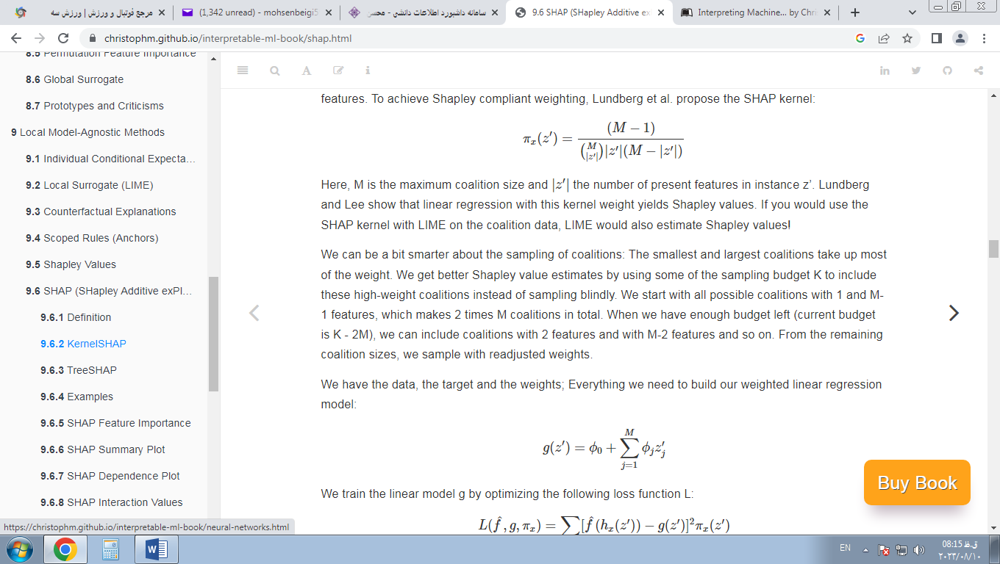 مرجع فوتبال و ورزش | ورزش سه
(1,342 unread) - mohsenbeigi5
سامانه داشبورد اطلاعات دانشی - محسن
9.6 SHAP (SHapley Additive ex
Interpreting Machine... by Chri
christophm.github.io/interpretable-ml-book/shap.html
8.5 Permutation Feature Importance
8.6 Global Surrogate
8.7 Prototypes and Criticisms
9 Local Model-Agnostic Methods
9.1 Individual Conditional Expecta...
9.2 Local Surrogate (LIME)
9.3 Counterfactual Explanations
9.4 Scoped Rules (Anchors)
9.5 Shapley Values
9.6 SHAP (SHapley Additive exPl...
9.6.1 Definition
9.6.2 KernelSHAP
9.6.3 TreeSHAP
9.6.4 Examples
9.6.5 SHAP Feature Importance
9.6.6 SHAP Summary Plot
9.6.7 SHAP Dependence Plot
9.6.8 SHAP Interaction Values
https://christophm.github.io/interpretable-ml-book/neural-networks.html
features. To achieve Shapley compliant weighting, Lundberg et al. propose the SHAP kernel:
π_x(z′) = (M − 1) / ((M |z′|)|z′|(M − |z′|))
Here, M is the maximum coalition size and |z′| the number of present features in instance z’. Lundberg
and Lee show that linear regression with this kernel weight yields Shapley values. If you would use the
SHAP kernel with LIME on the coalition data, LIME would also estimate Shapley values!
We can be a bit smarter about the sampling of coalitions: The smallest and largest coalitions take up most
of the weight. We get better Shapley value estimates by using some of the sampling budget K to include
these high-weight coalitions instead of sampling blindly. We start with all possible coalitions with 1 and M-
1 features, which makes 2 times M coalitions in total. When we have enough budget left (current budget
is K - 2M), we can include coalitions with 2 features and with M-2 features and so on. From the remaining
coalition sizes, we sample with readjusted weights.
We have the data, the target and the weights; Everything we need to build our weighted linear regression
model:
g(z′) = ϕ₀ + ∑_{j=1}^{M} ϕ_j z′_j
We train the linear model g by optimizing the following loss function L:
L(f̂, g, π_x) = ∑[f̂(h_x(z′)) − g(z′)]²π_x(z′)
Buy Book
EN
08:15 ق.ظ
۲۰۲۳/۰۸/۱۰